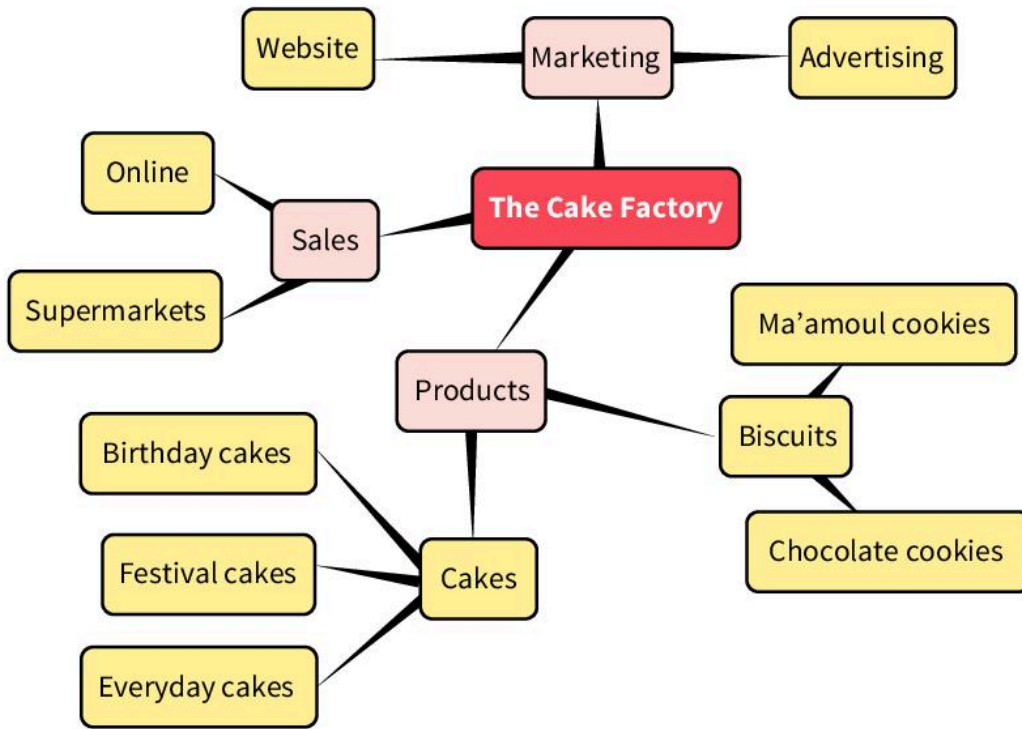 Website
Marketing
Advertising
Online
The Cake Factory
Sales
Supermarkets
Ma’amoul cookies
Products
Biscuits
Birthday cakes
Chocolate cookies
Festival cakes
Cakes
Everyday cakes